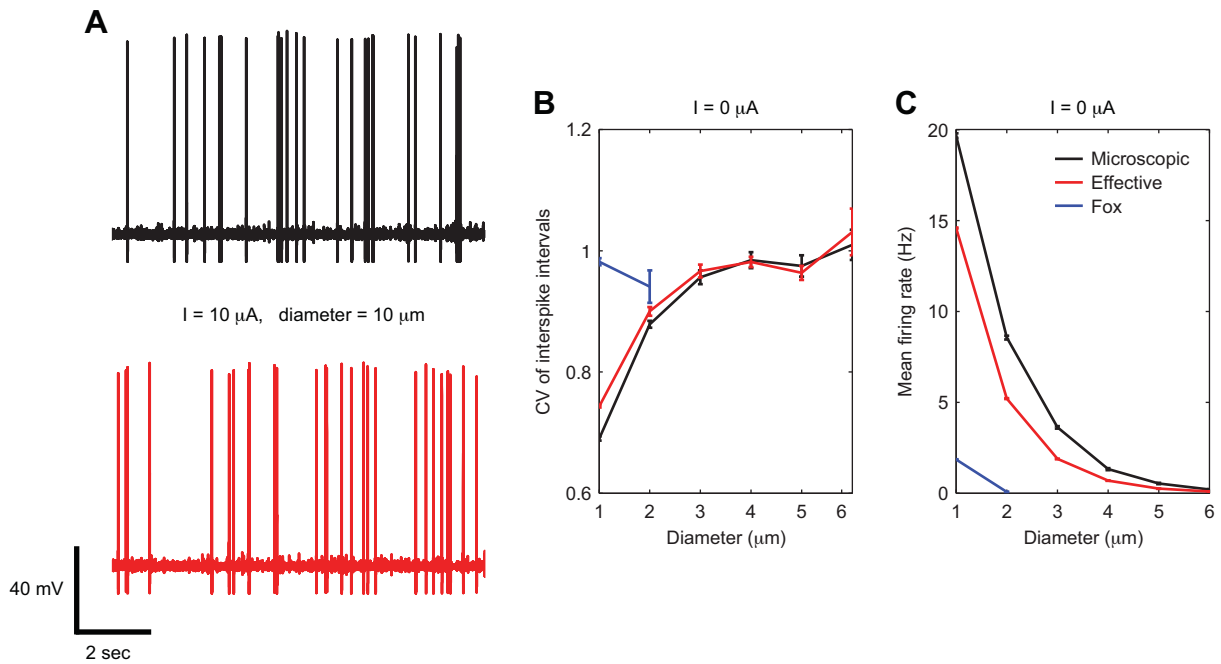 A
I = 10 μA, diameter = 10 μm
40 mV
2 sec
B
I = 0 μA
CV of interspike intervals
1.2
1
0.8
0.6
1 2 3 4 5 6
Diameter (μm)
C
I = 0 μA
Mean firing rate (Hz)
20
15
10
5
0
Microscopic
Effective
Fox
1 2 3 4 5 6
Diameter (μm)